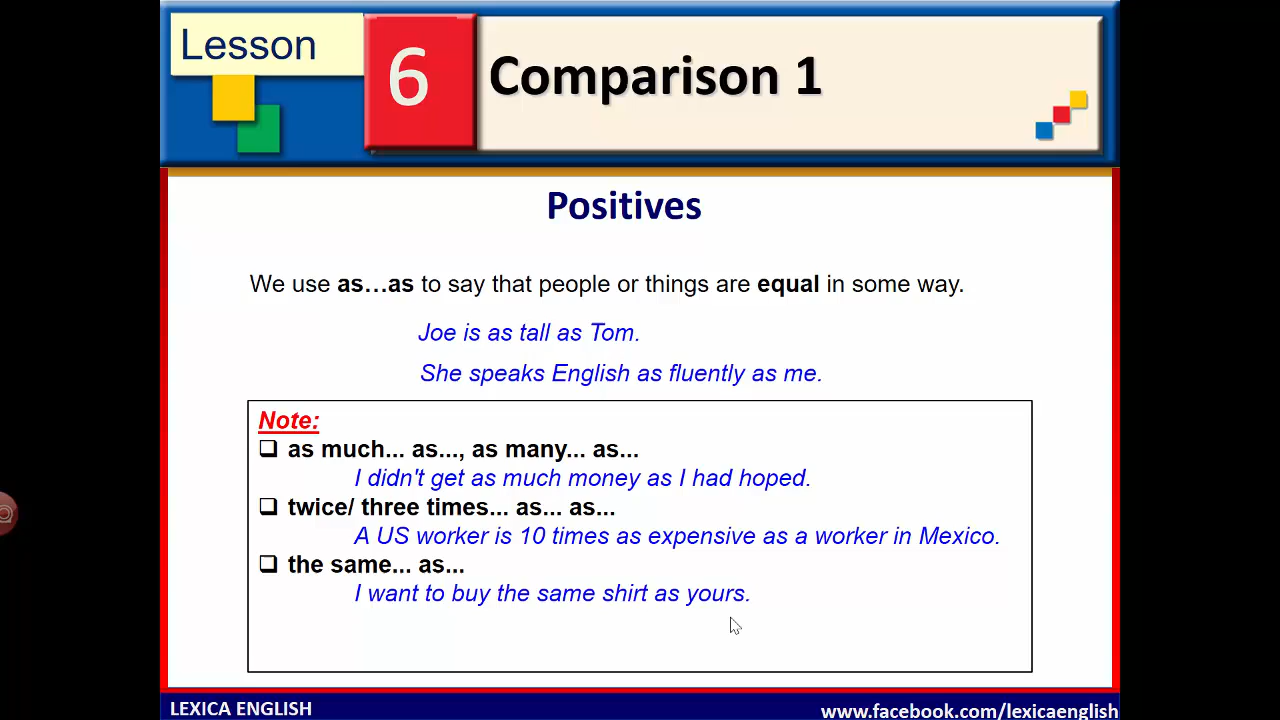 Lesson
6
Comparison 1
Positives
We use as...as to say that people or things are equal in some way.
Joe is as tall as Tom.
She speaks English as fluently as me.
Note:
❑ as much... as..., as many... as...
I didn't get as much money as I had hoped.
❑ twice/ three times... as... as...
A US worker is 10 times as expensive as a worker in Mexico.
❑ the same... as...
I want to buy the same shirt as yours.
LEXICA ENGLISH
www.facebook.com/lexicaenglish